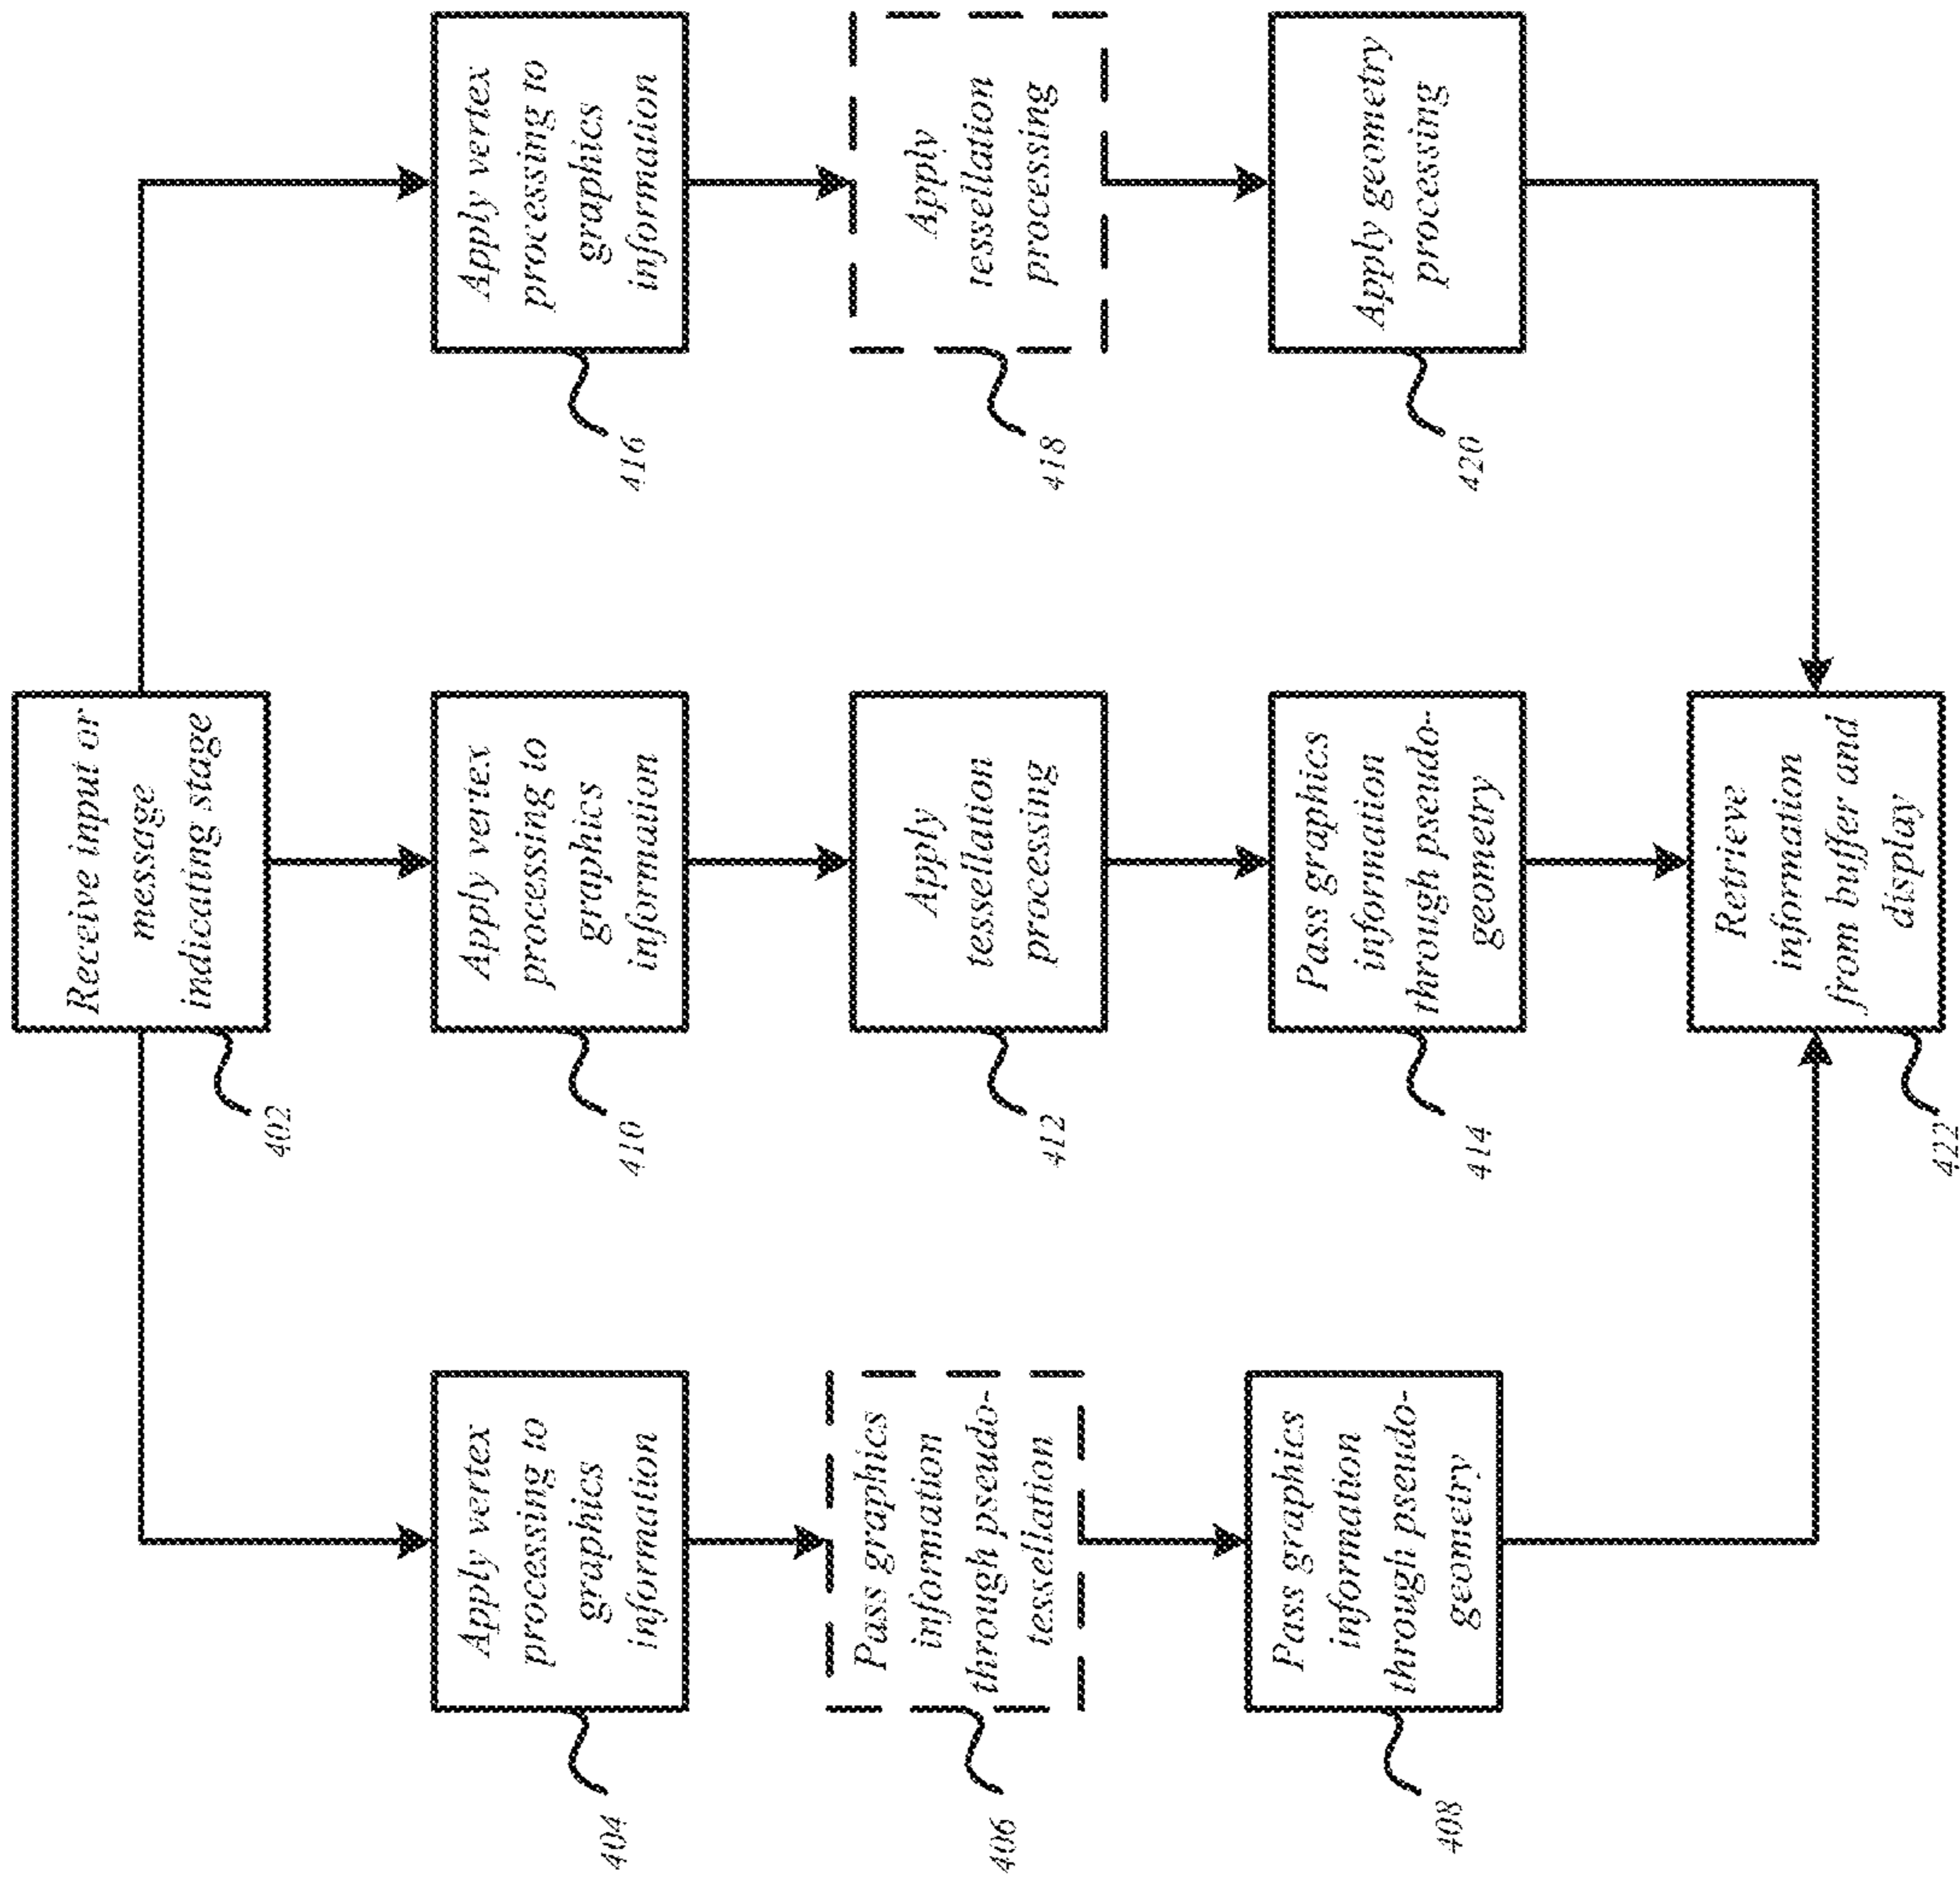 Receive input or
message
indicating stage
402
Apply vertex
processing to
graphics
information
404
Pass graphics
information
through pseudo-
tessellation
406
Pass graphics
information
through pseudo-
geometry
408
Apply vertex
processing to
graphics
information
410
Apply
tessellation
processing
412
Pass graphics
information
through pseudo-
geometry
414
Apply vertex
processing to
graphics
information
416
Apply
tessellation
processing
418
Apply geometry
processing
420
Retrieve
information
from buffer and
display
422